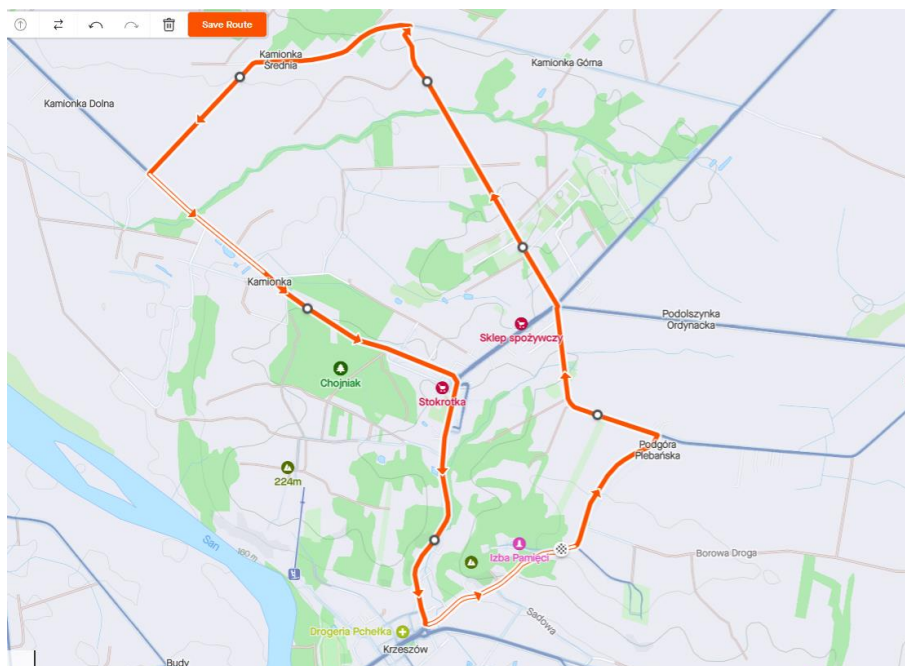 Save Route
Kamionka
Średnia
Kamionka Górna
Kamionka Dolna
Kamionka
Podolszynka
Ordynacka
Sklep spożywczy
Chojniak
Stokrotka
Podgóra
Plebańska
224m
San
160 m
Izba Pamięci
Borowa Droga
Sadowa
Drogeria Pchełka
Krzeszów
Budy